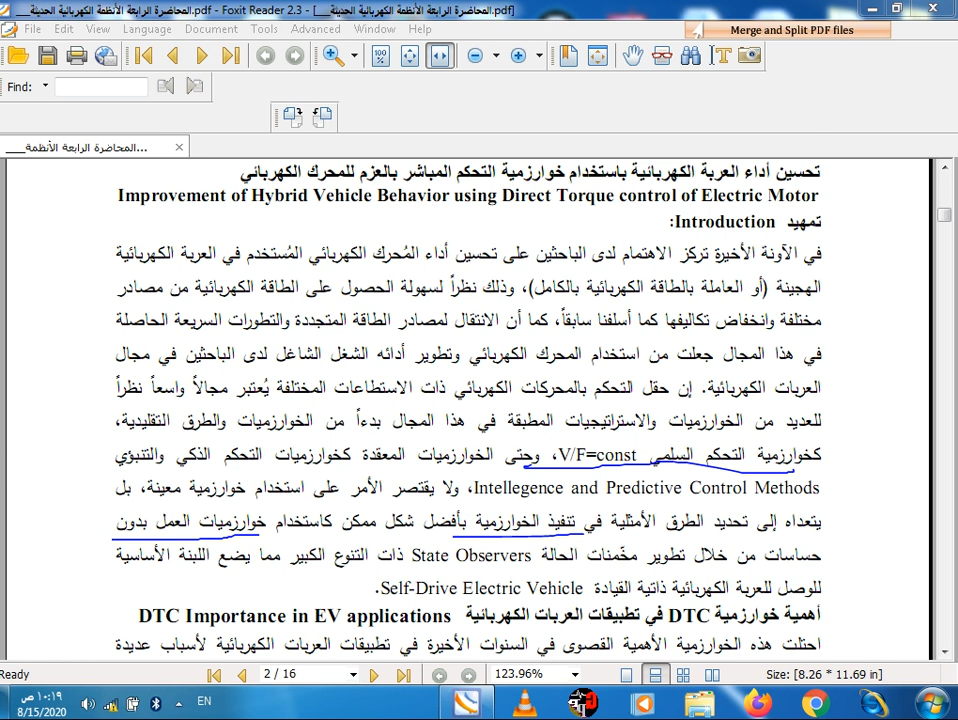 المحاضرة الرابعة الأنظمة الكهربائية الحديثة___.pdf - Foxit Reader 2.3 - [___المحاضرة الرابعة الأنظمة الكهربائية الحديثة.pdf]
File Edit View Language Document Tools Advanced Window Help
Merge and Split PDF files
Find:
...المحاضرة الرابعة الأنظمة___
تحسين أداء العربة الكهربائية باستخدام خوارزمية التحكم المباشر بالعزم للمحرك الكهربائي
Improvement of Hybrid Vehicle Behavior using Direct Torque control of Electric Motor
تمهيد Introduction:
في الآونة الأخيرة تركز الاهتمام لدى الباحثين على تحسين أداء المُحرك الكهربائي المُستخدم في العربة الكهربائية
الهجينة (أو العاملة بالطاقة الكهربائية بالكامل)، وذلك نظراً لسهولة الحصول على الطاقة الكهربائية من مصادر
مختلفة وانخفاض تكاليفها كما أسلفنا سابقاً، كما أن الانتقال لمصادر الطاقة المتجددة والتطورات السريعة الحاصلة
في هذا المجال جعلت من استخدام المحرك الكهربائي وتطوير أدائه الشغل الشاغل لدى الباحثين في مجال
العربات الكهربائية. إن حقل التحكم بالمحركات الكهربائي ذات الاستطاعات المختلفة يُعتبر مجالاً واسعاً نظراً
للعديد من الخوارزميات والاستراتيجيات المطبقة في هذا المجال بدءاً من الخوارزميات والطرق التقليدية،
كخوارزمية التحكم السلمي V/F=const، وحتى الخوارزميات المعقدة كخوارزميات التحكم الذكي والتنبؤي
Intellegence and Predictive Control Methods، ولا يقتصر الأمر على استخدام خوارزمية معينة، بل
يتعداه إلى تحديد الطرق الأمثلية في تنفيذ الخوارزمية بأفضل شكل ممكن كاستخدام خوارزميات العمل بدون
حساسات من خلال تطوير مخّمنات الحالة State Observers ذات التنوع الكبير مما يضع اللبنة الأساسية
للوصل للعربة الكهربائية ذاتية القيادة Self-Drive Electric Vehicle.
أهمية خوارزمية DTC في تطبيقات العربات الكهربائية DTC Importance in EV applications
احتلت هذه الخوارزمية الأهمية القصوى في السنوات الأخيرة في تطبيقات العربات الكهربائية لأسباب عديدة
Ready 2 / 16 123.96% Size: [8.26 * 11.69 in]
EN ١٠:١٩ ص
8/15/2020